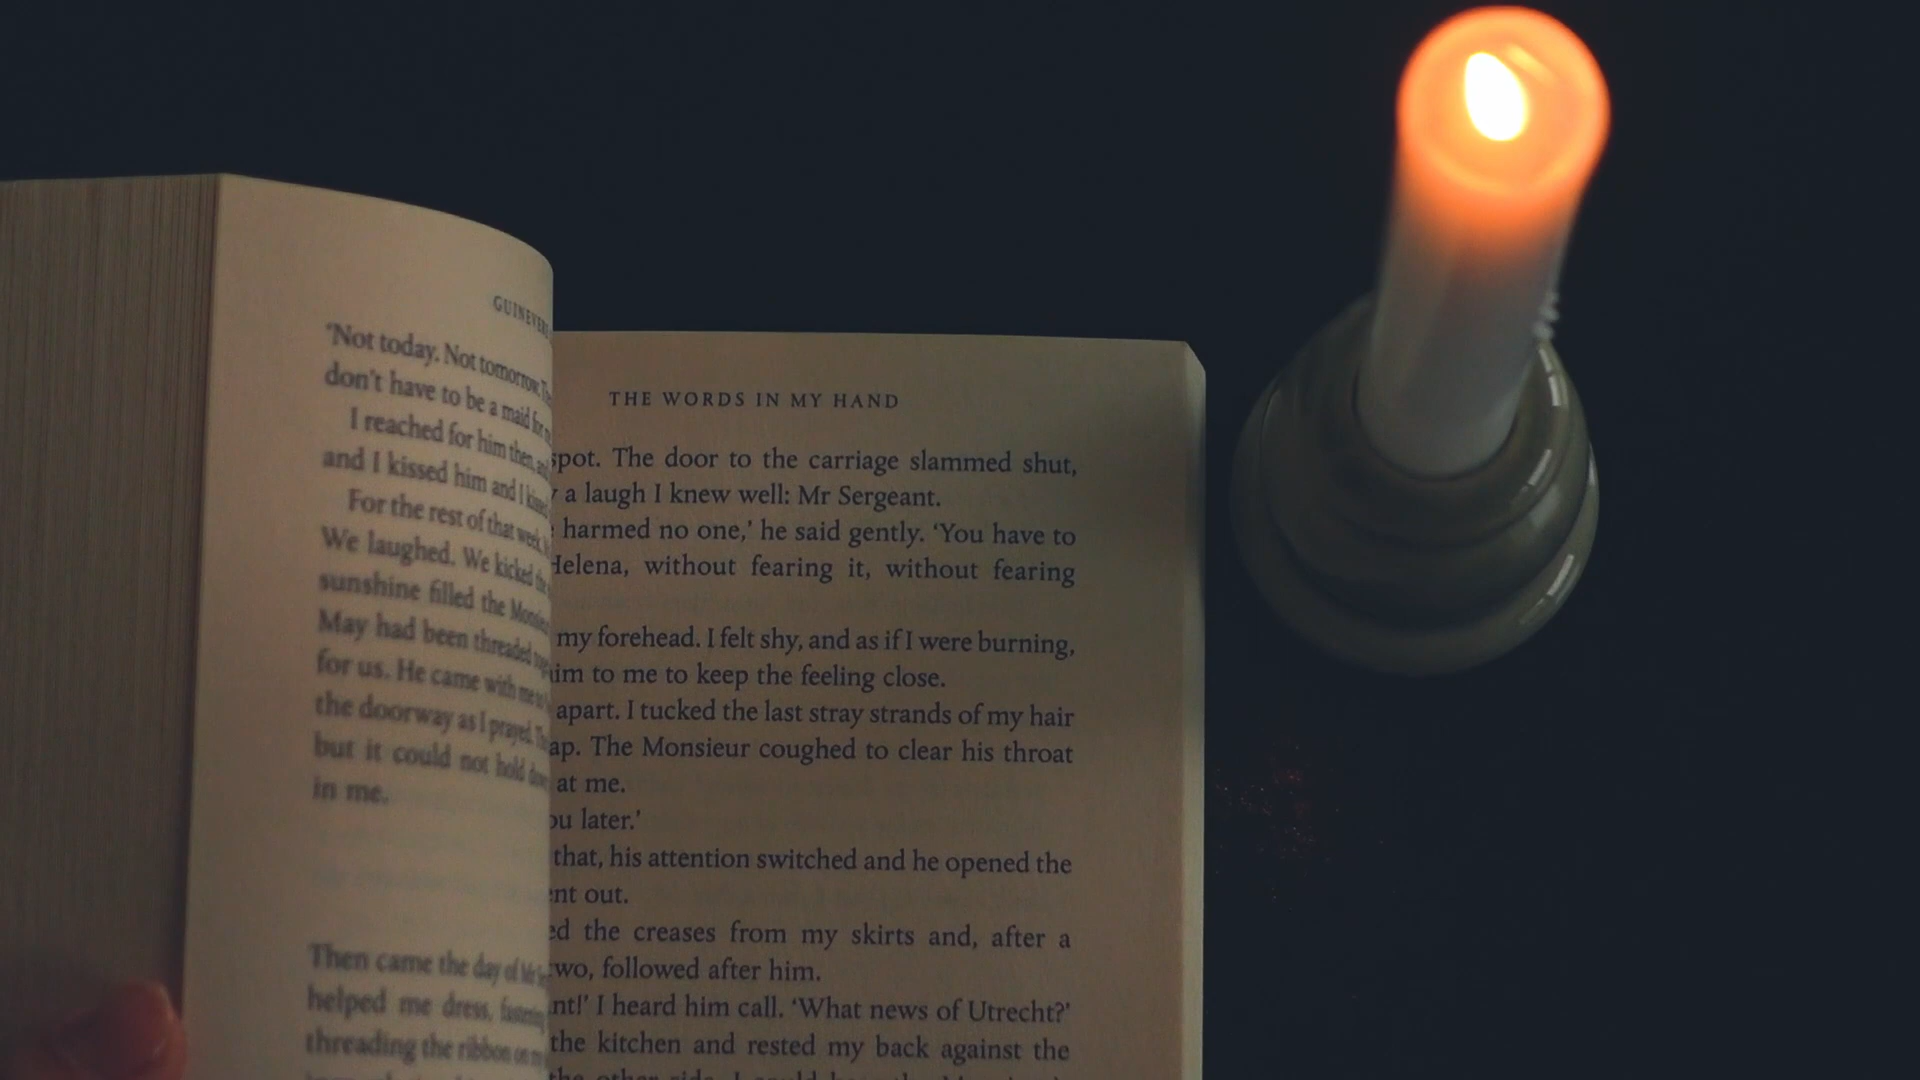 'Not today. Not tomorrow.
don't have to be a maid for
I reached for him then,
and I kissed him and I
For the rest of that week,
We laughed. We kicked the
sunshine filled the
May had been threaded
for us. He came with me to
the doorway as I prayed.
but it could not hold
in me.
Then came the day of
helped me dress,
threading the ribbon on
THE WORDS IN MY HAND
spot. The door to the carriage slammed shut,
a laugh I knew well: Mr Sergeant.
harmed no one,' he said gently. 'You have to
without fearing it, without fearing
my forehead. I felt shy, and as if I were burning,
to me to keep the feeling close.
apart. I tucked the last stray strands of my hair
The Monsieur coughed to clear his throat
at me.
later.'
that, his attention switched and he opened the
out.
the creases from my skirts and, after a
two, followed after him.
I heard him call. 'What news of Utrecht?'
the kitchen and rested my back against the